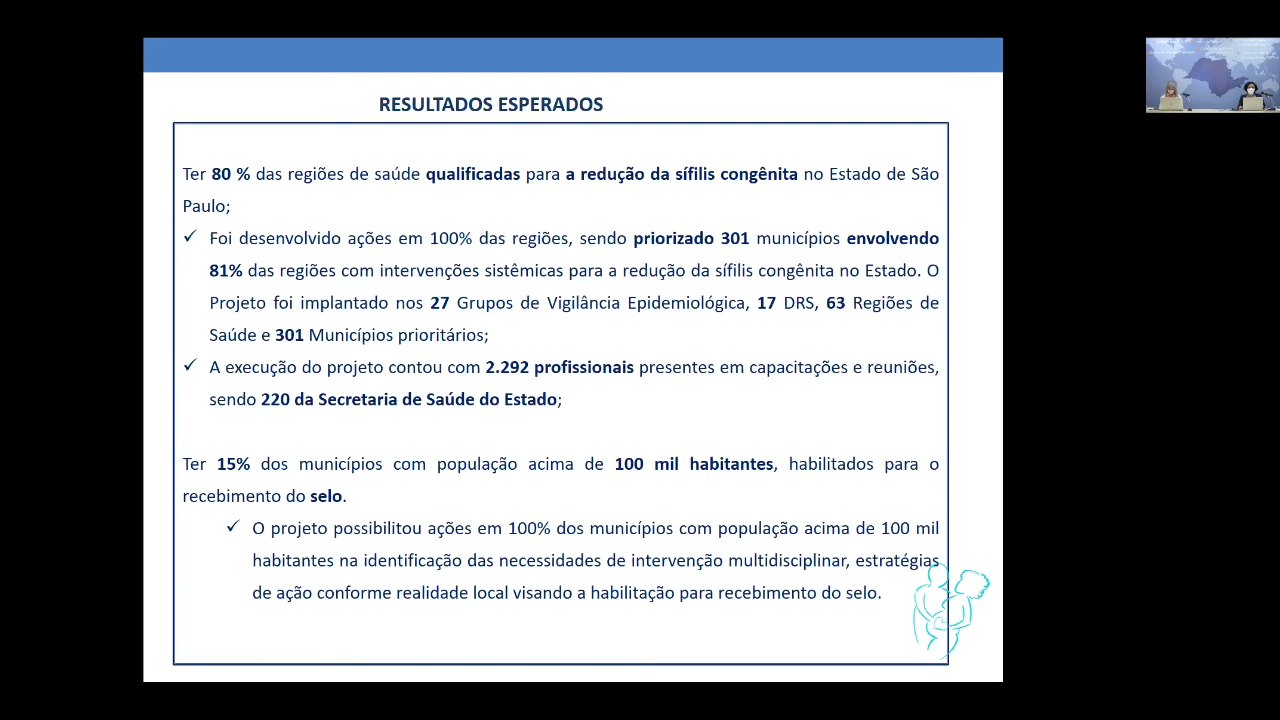 RESULTADOS ESPERADOS
Ter 80 % das regiões de saúde qualificadas para a redução da sífilis congênita no Estado de São
Paulo;
✓ Foi desenvolvido ações em 100% das regiões, sendo priorizado 301 municípios envolvendo
81% das regiões com intervenções sistêmicas para a redução da sífilis congênita no Estado. O
Projeto foi implantado nos 27 Grupos de Vigilância Epidemiológica, 17 DRS, 63 Regiões de
Saúde e 301 Municípios prioritários;
✓ A execução do projeto contou com 2.292 profissionais presentes em capacitações e reuniões,
sendo 220 da Secretaria de Saúde do Estado;
Ter 15% dos municípios com população acima de 100 mil habitantes, habilitados para o
recebimento do selo.
✓ O projeto possibilitou ações em 100% dos municípios com população acima de 100 mil
habitantes na identificação das necessidades de intervenção multidisciplinar, estratégias
de ação conforme realidade local visando a habilitação para recebimento do selo.